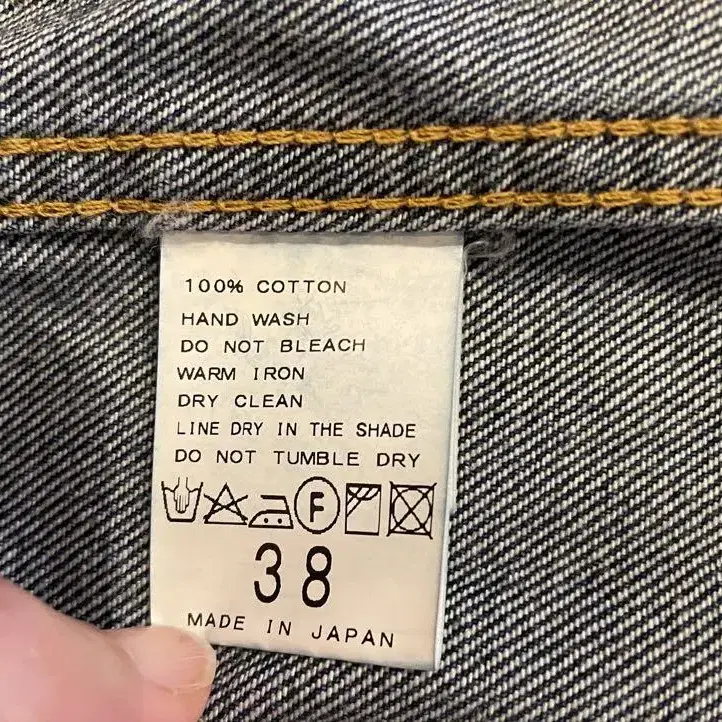 100% COTTON
HAND WASH
DO NOT BLEACH
WARM IRON
DRY CLEAN
LINE DRY IN THE SHADE
DO NOT TUMBLE DRY
F
38
MADE IN JAPAN